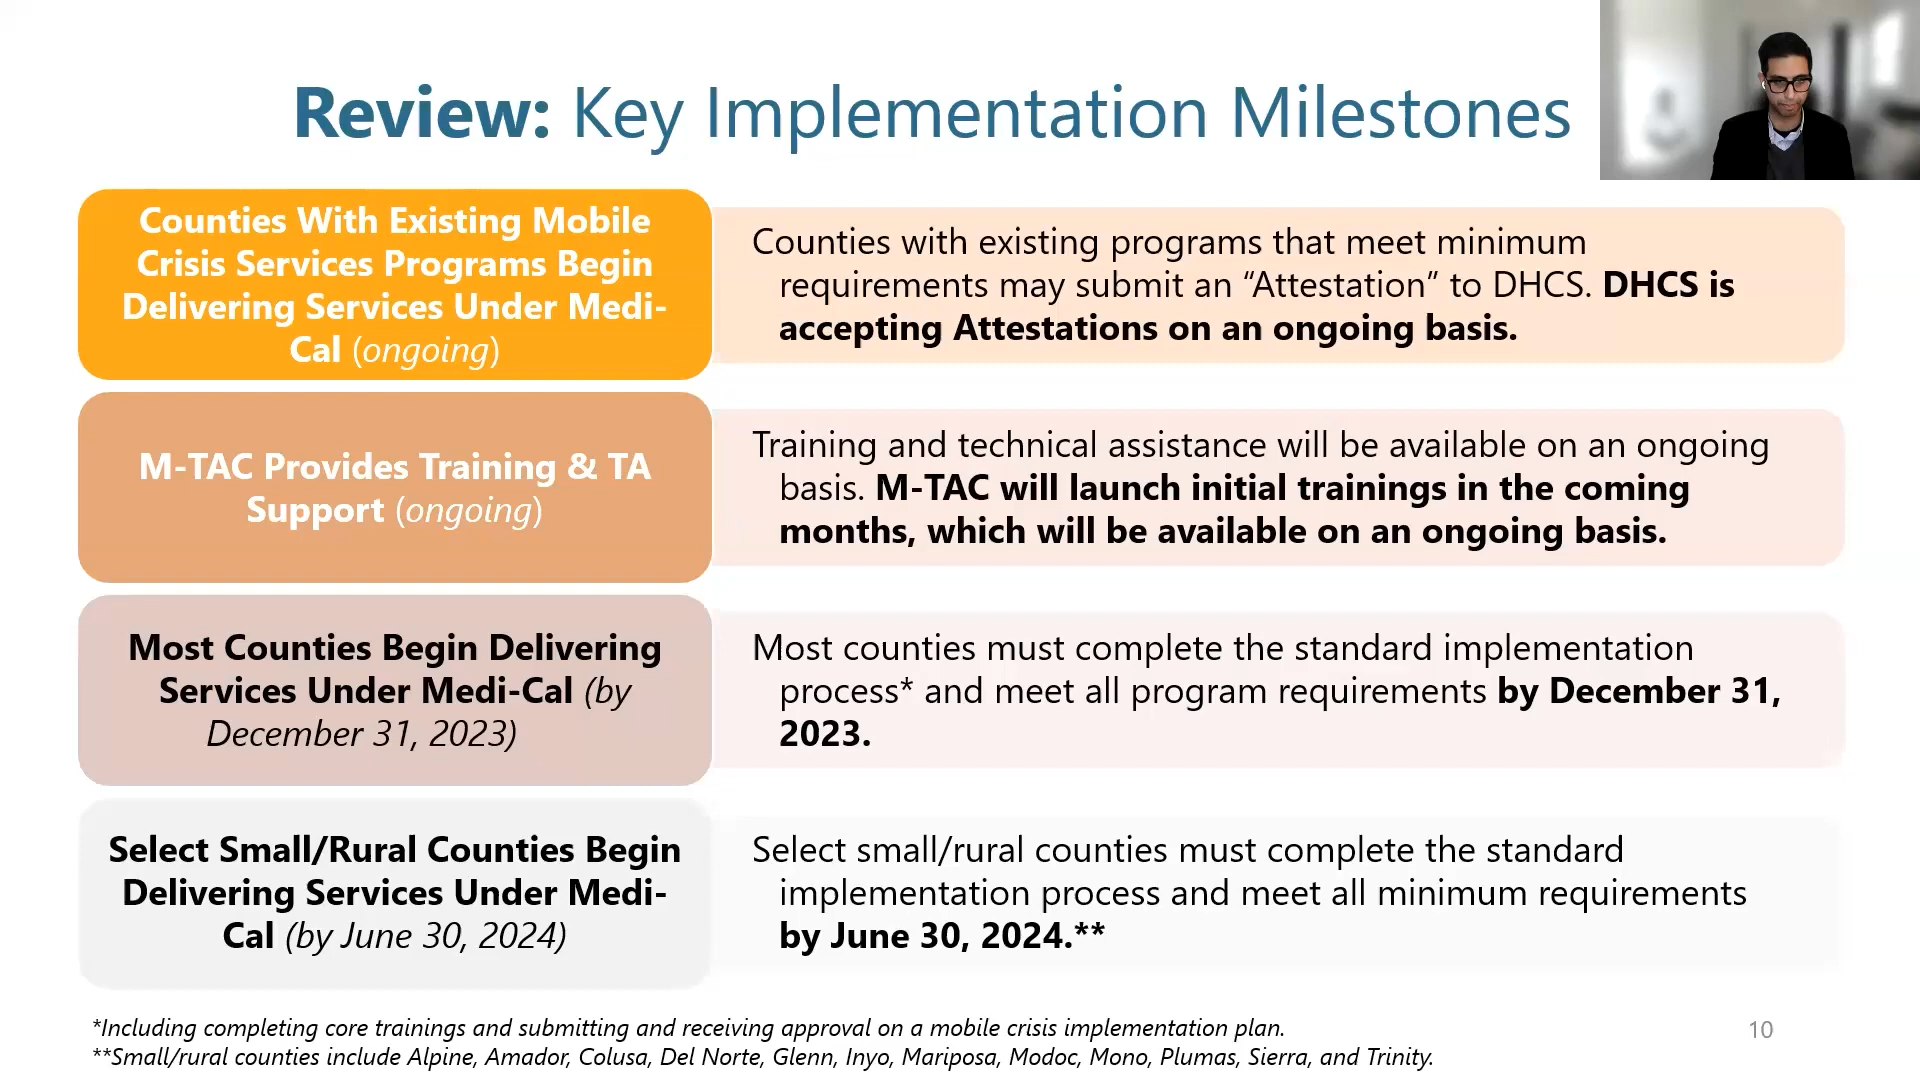 Review: Key Implementation Milestones
Counties With Existing Mobile
Crisis Services Programs Begin
Delivering Services Under Medi-
Cal (ongoing)
Counties with existing programs that meet minimum
requirements may submit an “Attestation” to DHCS. DHCS is
accepting Attestations on an ongoing basis.
M-TAC Provides Training & TA
Support (ongoing)
Training and technical assistance will be available on an ongoing
basis. M-TAC will launch initial trainings in the coming
months, which will be available on an ongoing basis.
Most Counties Begin Delivering
Services Under Medi-Cal (by
December 31, 2023)
Most counties must complete the standard implementation
process* and meet all program requirements by December 31,
2023.
Select Small/Rural Counties Begin
Delivering Services Under Medi-
Cal (by June 30, 2024)
Select small/rural counties must complete the standard
implementation process and meet all minimum requirements
by June 30, 2024.**
*Including completing core trainings and submitting and receiving approval on a mobile crisis implementation plan.
**Small/rural counties include Alpine, Amador, Colusa, Del Norte, Glenn, Inyo, Mariposa, Modoc, Mono, Plumas, Sierra, and Trinity.
10